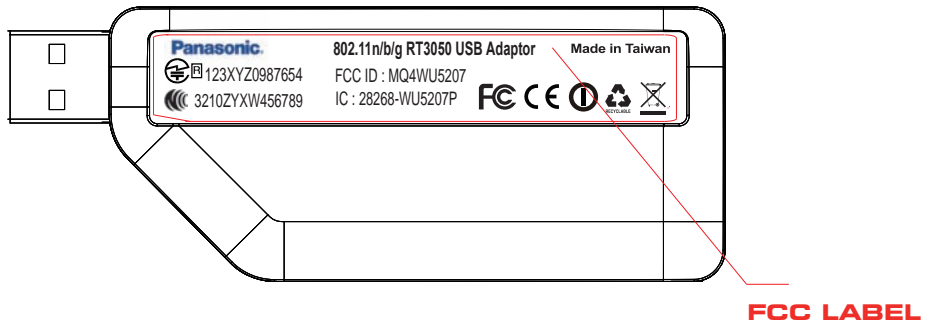 Panasonic. 802.11n/b/g RT3050 USB Adaptor Made in Taiwan
R 123XYZ0987654 FCC ID : MQ4WU5207
3210ZYXW456789 IC : 28268-WU5207P FC CE RECYCLABLE
FCC LABEL